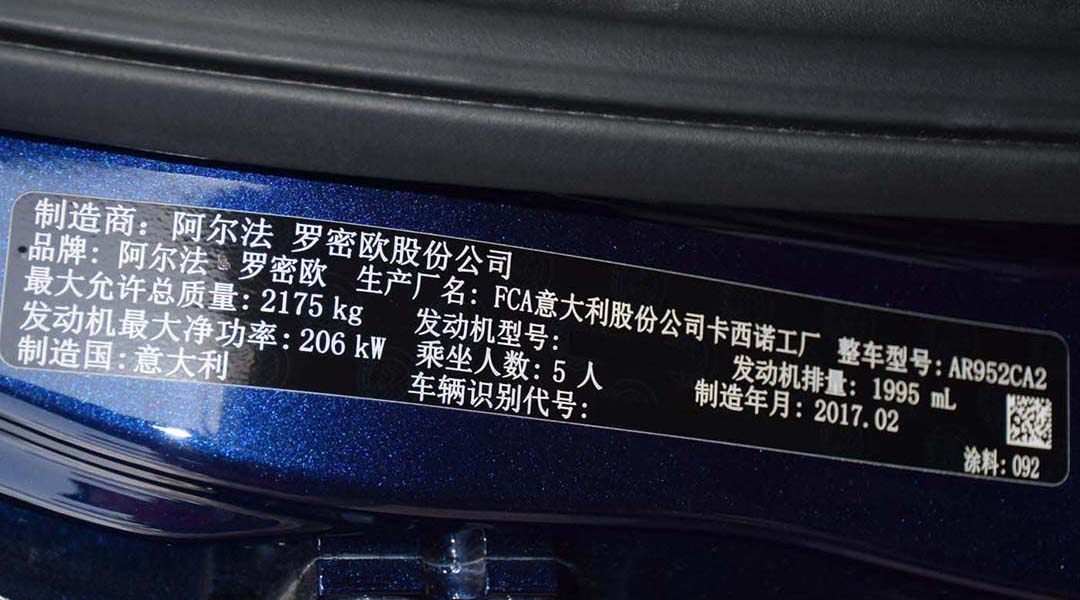 制造商：阿尔法 罗密欧股份公司
品牌：阿尔法 罗密欧 生产厂名：FCA意大利股份公司卡西诺工厂 整车型号：AR952CA2
最大允许总质量：2175 kg 发动机型号： 发动机排量：1995 mL
发动机最大净功率：206 kW 乘坐人数：5 人 制造年月：2017.02
制造国：意大利 车辆识别代号：
涂料：092